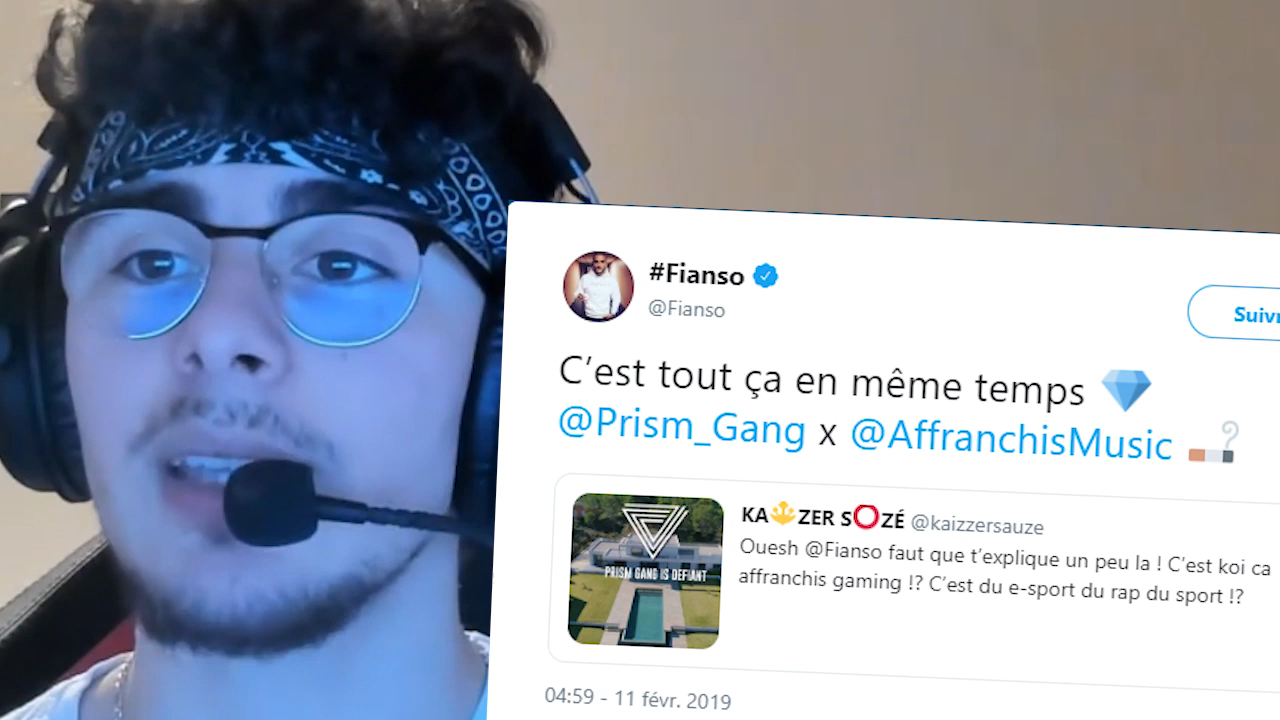 #Fianso
@Fianso
Suiv
C'est tout ça en même temps 💎
@Prism_Gang x @AffranchisMusic 🚬
KA🔱ZER S⭕ZÉ @kaizzersauze
Ouesh @Fianso faut que t'explique un peu la ! C'est koi ca
affranchis gaming !? C'est du e-sport du rap du sport !?
PRISM GANG IS DEFIANT
04:59 - 11 févr. 2019